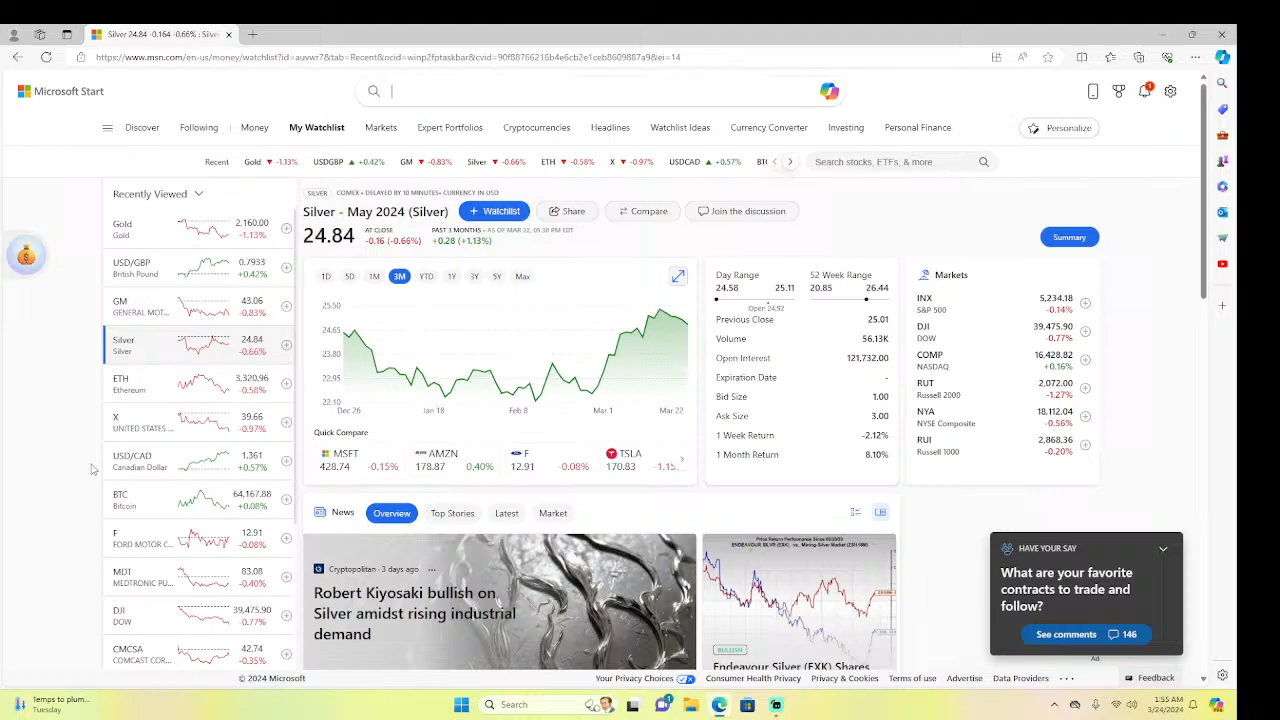 Silver 24.84 -0.164 -0.66% : Silve
https://www.msn.com/en-us/money/watchlist?id=auvwr7&tab=Recent&ocid=winp2fptaskbar&cvid=90f88766216b4e6cb2e1ceb8609887a9&ei=14
Microsoft Start
Discover Following Money My Watchlist Markets Expert Portfolios Cryptocurrencies Headlines Watchlist Ideas Currency Converter Investing Personal Finance Personalize
Recent Gold ▼ -1.13% USDGBP ▲ +0.42% GM ▼ -0.83% Silver ▼ -0.66% ETH ▼ -0.58% X ▼ -0.97% USDCAD ▲ +0.57% Search stocks, ETFs, & more
Recently Viewed
Gold 2,160.00
Gold -1.13%
USD/GBP 0.7933
British Pound +0.42%
GM 43.06
GENERAL MOT... -0.83%
Silver 24.84
Silver -0.66%
ETH 3,320.96
Ethereum -0.58%
X 39.66
UNITED STATES ... -0.97%
USD/CAD 1.361
Canadian Dollar +0.57%
BTC 64,167.88
Bitcoin +0.08%
F 12.91
FORD MOTOR C... -0.08%
MDT 83.08
MEDTRONIC PU... -0.40%
DJI 39,475.90
DOW -0.77%
CMCSA 42.74
COMCAST COR... -0.35%
SILVER COMEX • DELAYED BY 10 MINUTES• CURRENCY IN USD
Silver - May 2024 (Silver) + Watchlist Share Compare Join the discussion
24.84 AT CLOSE PAST 3 MONTHS • AS OF MAR 22, 05:30 PM EDT
-0.16 (-0.66%) +0.28 (+1.13%)
Summary
1D 5D 1M 3M YTD 1Y 3Y 5Y Max
25.50
24.65
23.80
22.95
22.10
Dec 26 Jan 18 Feb 8 Mar 1 Mar 22
Quick Compare
MSFT AMZN F TSLA
428.74 -0.15% 178.87 0.40% 12.91 -0.08% 170.83 -1.15
Day Range 52 Week Range
24.58 25.11 20.85 26.44
Open 24.92
Previous Close 25.01
Volume 56.13K
Open Interest 121,732.00
Expiration Date -
Bid Size 1.00
Ask Size 3.00
1 Week Return -2.12%
1 Month Return 8.10%
Markets
INX 5,234.18
S&P 500 -0.14%
DJI 39,475.90
DOW -0.77%
COMP 16,428.82
NASDAQ +0.16%
RUT 2,072.00
Russell 2000 -1.27%
NYA 18,112.04
NYSE Composite -0.56%
RUI 2,868.36
Russell 1000 -0.20%
News Overview Top Stories Latest Market
Cryptopolitan · 3 days ago ...
Robert Kiyosaki bullish on
Silver amidst rising industrial
demand
BULLISH
Endeavour Silver (EXK) Shares
HAVE YOUR SAY
What are your favorite
contracts to trade and
follow?
See comments 146
Ad
© 2024 Microsoft Your Privacy Choices Consumer Health Privacy Privacy & Cookies Terms of use Advertise Data Providers ... Feedback
Temps to plum...
Tuesday
Search
1:55 AM
3/24/2024